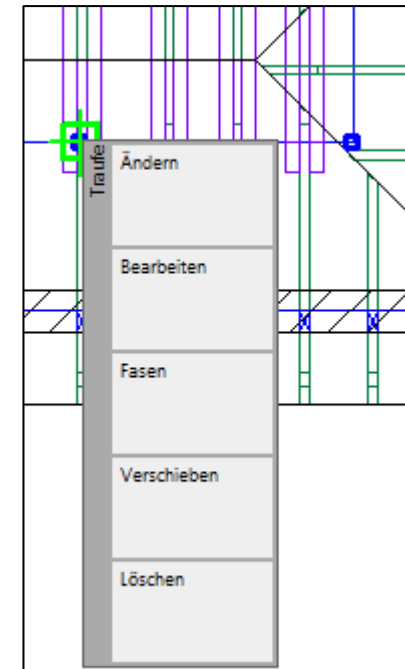 Traufe
Ändern
Bearbeiten
Fasen
Verschieben
Löschen